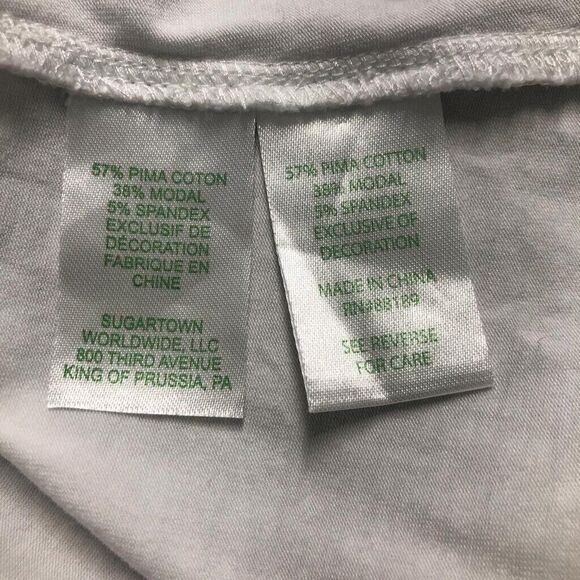 57% PIMA COTON
38% MODAL
5% SPANDEX
EXCLUSIF DE
DÉCORATION
FABRIQUE EN
CHINE
SUGARTOWN
WORLDWIDE, LLC
800 THIRD AVENUE
KING OF PRUSSIA, PA
57% PIMA COTTON
38% MODAL
5% SPANDEX
EXCLUSIVE OF
DECORATION
MADE IN CHINA
RN#88189
SEE REVERSE
FOR CARE